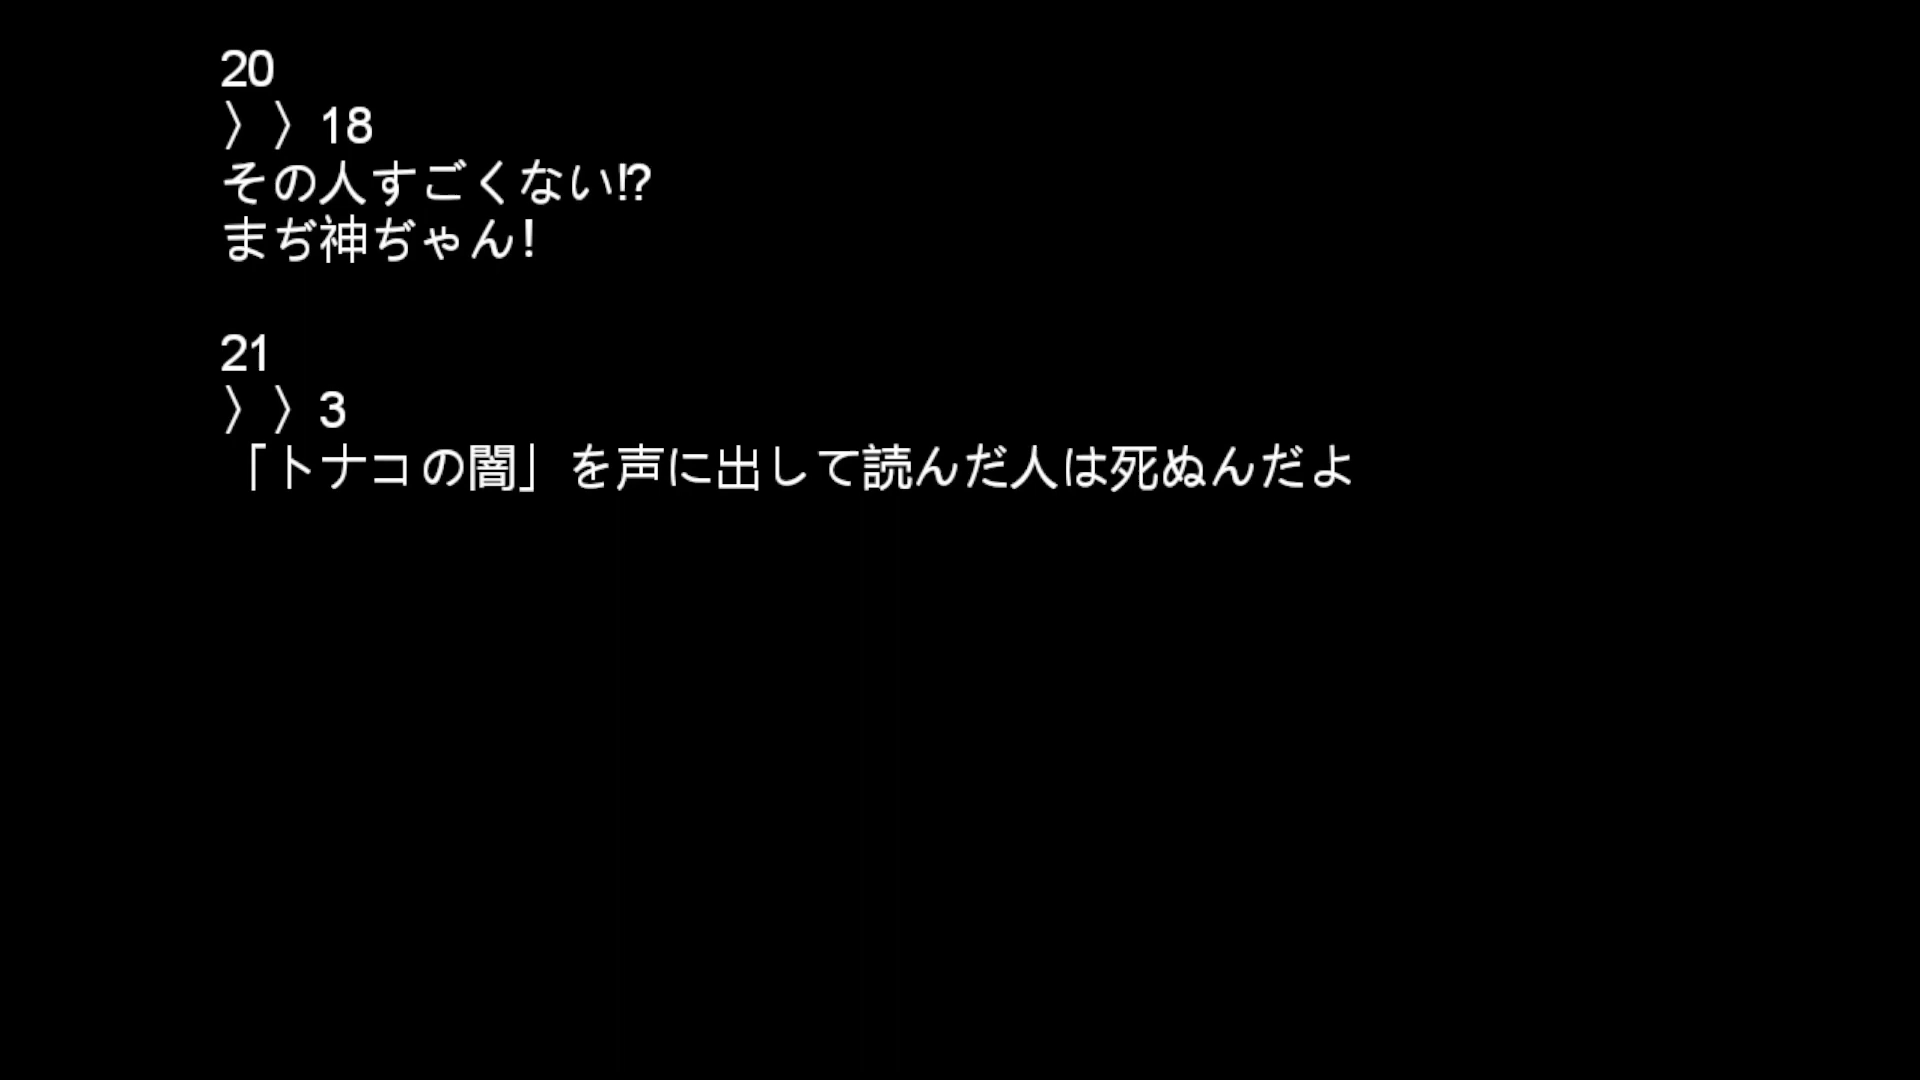 20
〉〉18
その人すごくない⁉
まぢ神ぢゃん!
21
〉〉3
「トナコの闇」を声に出して読んだ人は死ぬんだよ